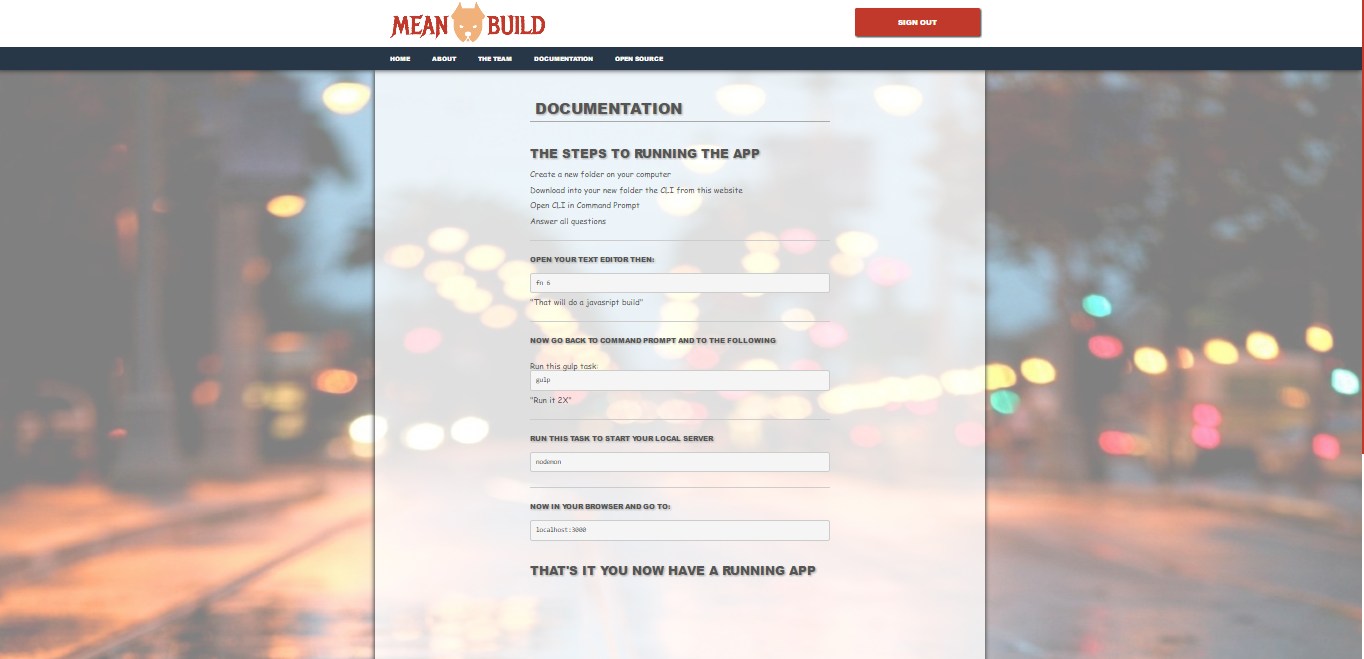 MEAN BUILD
SIGN OUT
HOME ABOUT THE TEAM DOCUMENTATION OPEN SOURCE
DOCUMENTATION
THE STEPS TO RUNNING THE APP
Create a new folder on your computer
Download into your new folder the CLI from this website
Open CLI in Command Prompt
Answer all questions
OPEN YOUR TEXT EDITOR THEN:
fn 6
"That will do a javasript build"
NOW GO BACK TO COMMAND PROMPT AND TO THE FOLLOWING
Run this gulp task:
gulp
"Run it 2X"
RUN THIS TASK TO START YOUR LOCAL SERVER
nodemon
NOW IN YOUR BROWSER AND GO TO:
localhost:3000
THAT'S IT YOU NOW HAVE A RUNNING APP